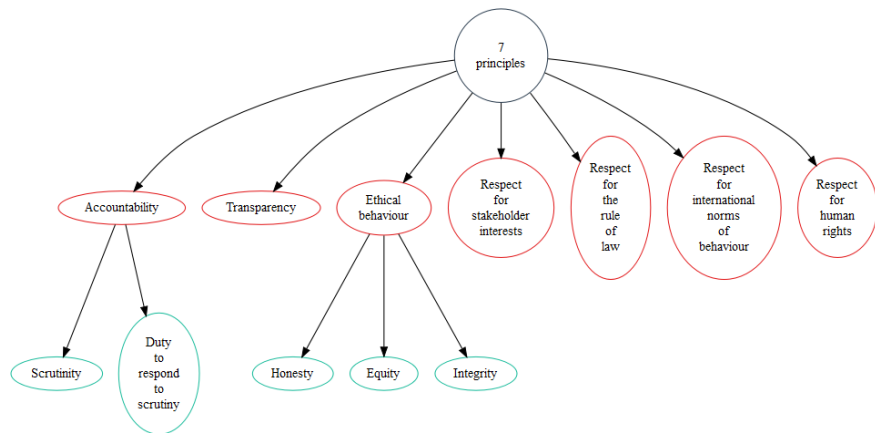 7
principles
Accountability
Transparency
Ethical
behaviour
Respect
for
stakeholder
interests
Respect
for
the
rule
of
law
Respect
for
international
norms
of
behaviour
Respect
for
human
rights
Scrutinity
Duty
to
respond
to
scrutiny
Honesty
Equity
Integrity